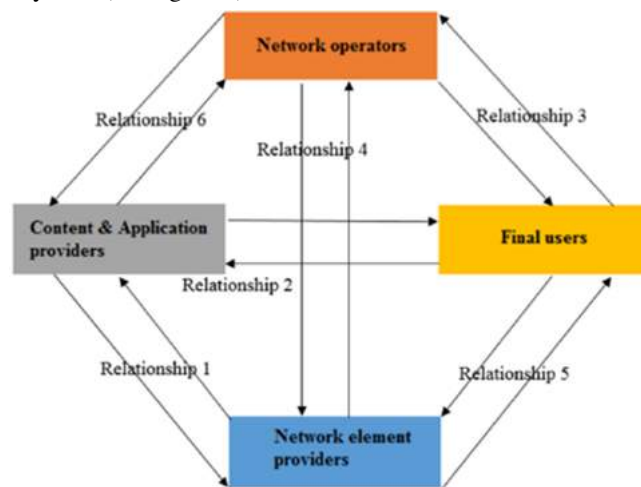 Network operators
Relationship 6
Relationship 3
Relationship 4
Content & Application
providers
Final users
Relationship 2
Relationship 1
Relationship 5
Network element
providers